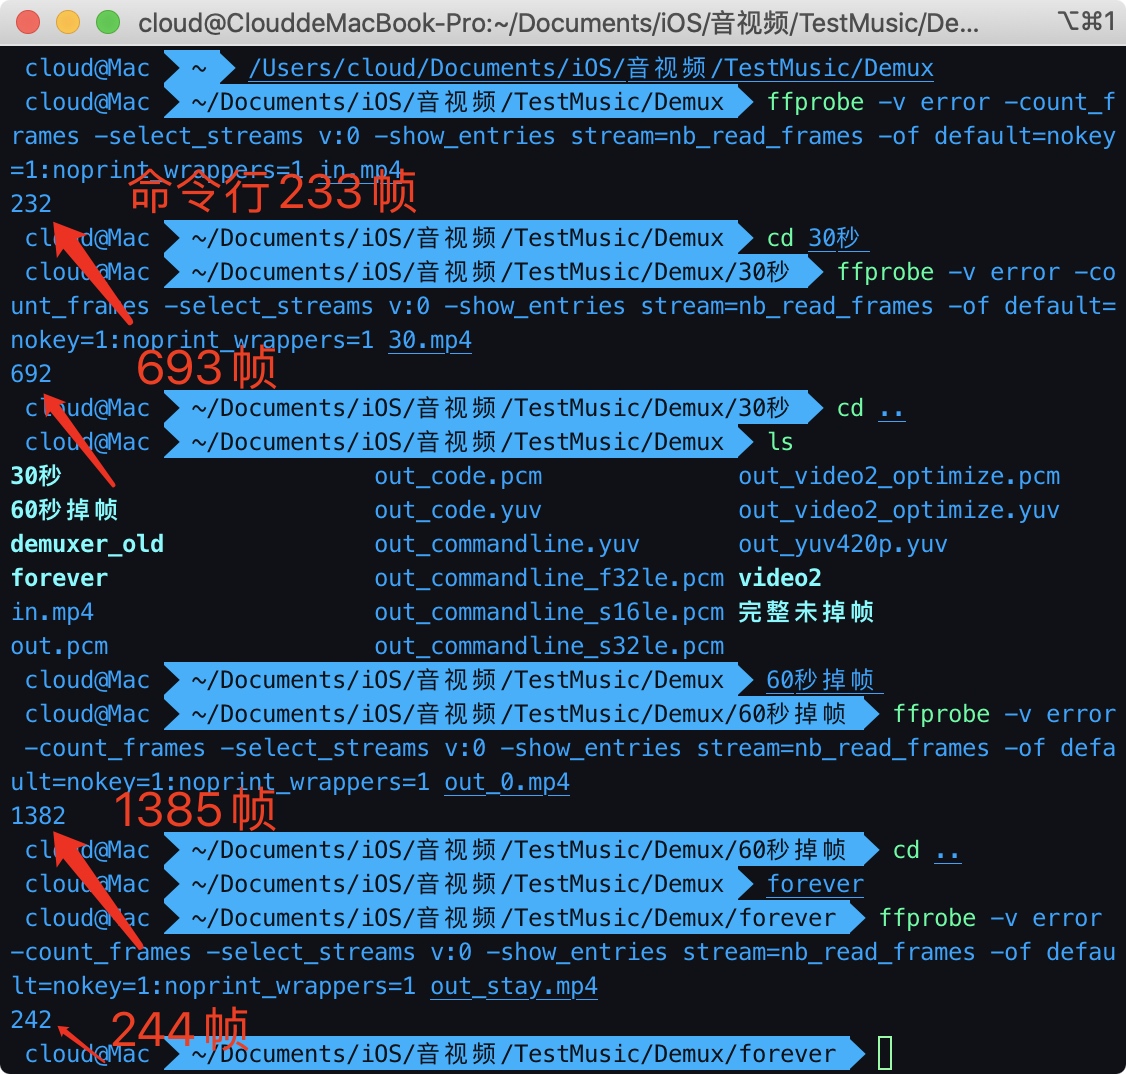 cloud@ClouddeMacBook-Pro:~/Documents/iOS/音视频/TestMusic/De... ⌥⌘1
cloud@Mac ~ /Users/cloud/Documents/iOS/音视频/TestMusic/Demux
cloud@Mac ~/Documents/iOS/音视频/TestMusic/Demux ffprobe -v error -count_f
rames -select_streams v:0 -show_entries stream=nb_read_frames -of default=nokey
=1:noprint_wrappers=1 in.mp4
命令行233帧
232
cloud@Mac ~/Documents/iOS/音视频/TestMusic/Demux cd 30秒
cloud@Mac ~/Documents/iOS/音视频/TestMusic/Demux/30秒 ffprobe -v error -co
unt_frames -select_streams v:0 -show_entries stream=nb_read_frames -of default=
nokey=1:noprint_wrappers=1 30.mp4
693帧
692
cloud@Mac ~/Documents/iOS/音视频/TestMusic/Demux/30秒 cd ..
cloud@Mac ~/Documents/iOS/音视频/TestMusic/Demux ls
30秒 out_code.pcm out_video2_optimize.pcm
60秒掉帧 out_code.yuv out_video2_optimize.yuv
demuxer_old out_commandline.yuv out_yuv420p.yuv
forever out_commandline_f32le.pcm video2
in.mp4 out_commandline_s16le.pcm 完整未掉帧
out.pcm out_commandline_s32le.pcm
cloud@Mac ~/Documents/iOS/音视频/TestMusic/Demux 60秒掉帧
cloud@Mac ~/Documents/iOS/音视频/TestMusic/Demux/60秒掉帧 ffprobe -v error
-count_frames -select_streams v:0 -show_entries stream=nb_read_frames -of defa
ult=nokey=1:noprint_wrappers=1 out_0.mp4
1385帧
1382
cloud@Mac ~/Documents/iOS/音视频/TestMusic/Demux/60秒掉帧 cd ..
cloud@Mac ~/Documents/iOS/音视频/TestMusic/Demux forever
cloud@Mac ~/Documents/iOS/音视频/TestMusic/Demux/forever ffprobe -v error
-count_frames -select_streams v:0 -show_entries stream=nb_read_frames -of defau
lt=nokey=1:noprint_wrappers=1 out_stay.mp4
242
244帧
cloud@Mac ~/Documents/iOS/音视频/TestMusic/Demux/forever